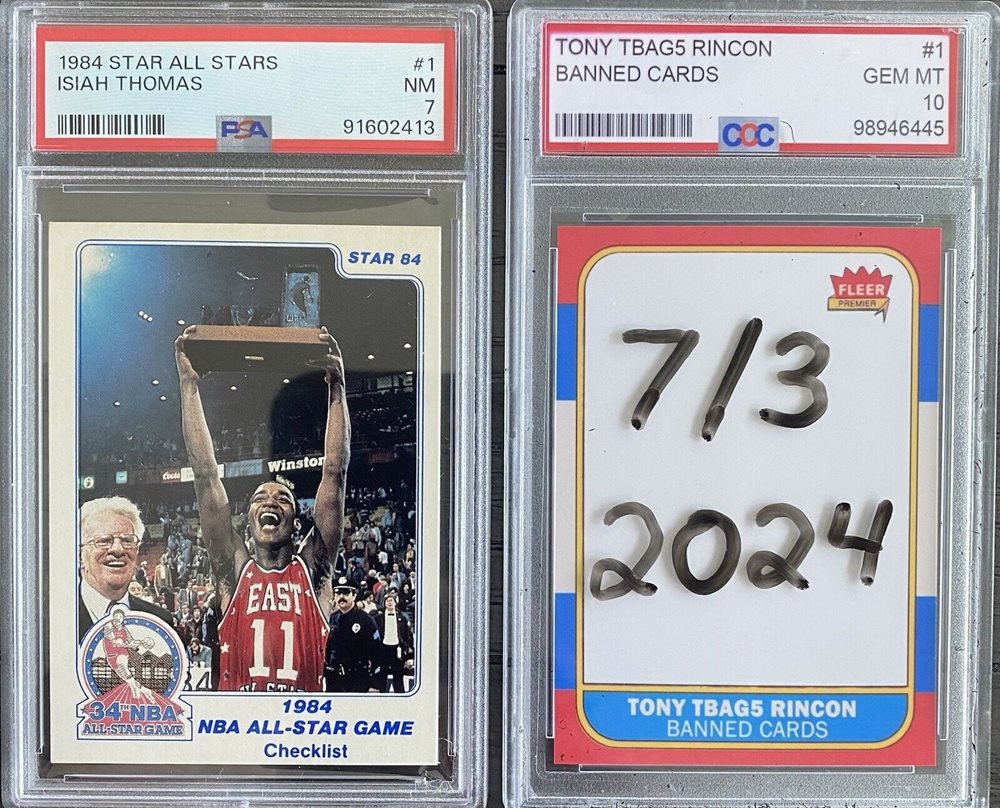 1984 STAR ALL STARS #1
ISIAH THOMAS NM
7
PSA 91602413
STAR 84
Winston
EAST
11
34TH NBA
ALL-STAR GAME
1984
NBA ALL-STAR GAME
Checklist
TONY TBAG5 RINCON #1
BANNED CARDS GEM MT
10
CCC 98946445
FLEER
PREMIER
7/3
2024
TONY TBAG5 RINCON
BANNED CARDS